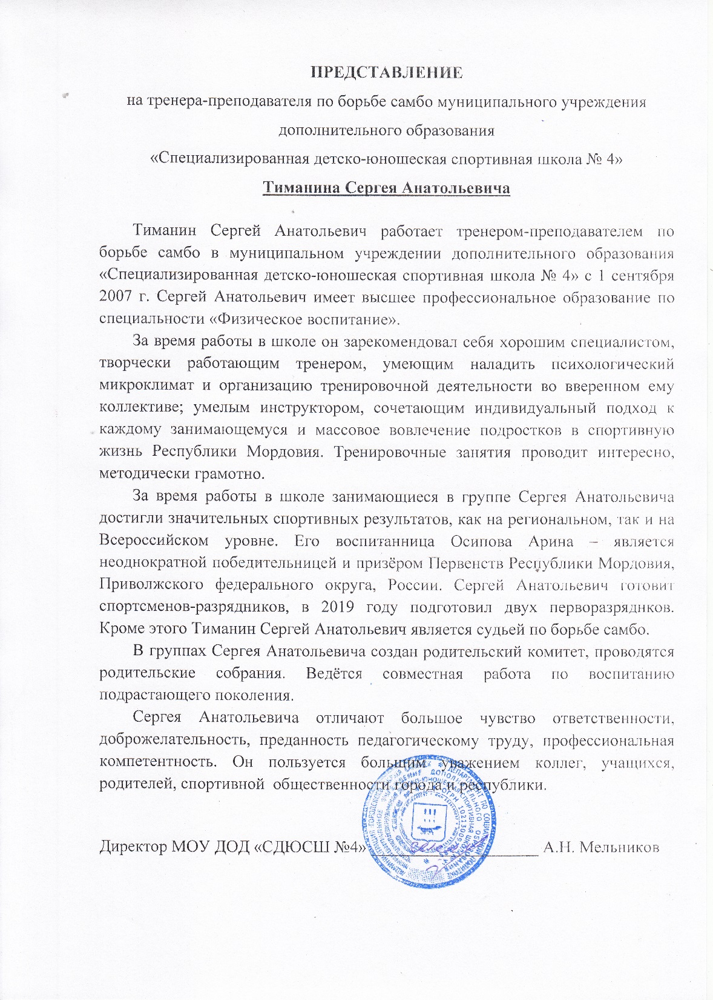 ПРЕДСТАВЛЕНИЕ
на тренера-преподавателя по борьбе самбо муниципального учреждения
дополнительного образования
«Специализированная детско-юношеская спортивная школа № 4»
Тиманина Сергея Анатольевича
Тиманин Сергей Анатольевич работает тренером-преподавателем по
борьбе самбо в муниципальном учреждении дополнительного образования
«Специализированная детско-юношеская спортивная школа № 4» с 1 сентября
2007 г. Сергей Анатольевич имеет высшее профессиональное образование по
специальности «Физическое воспитание».
За время работы в школе он зарекомендовал себя хорошим специалистом,
творчески работающим тренером, умеющим наладить психологический
микроклимат и организацию тренировочной деятельности во вверенном ему
коллективе; умелым инструктором, сочетающим индивидуальный подход к
каждому занимающемуся и массовое вовлечение подростков в спортивную
жизнь Республики Мордовия. Тренировочные занятия проводит интересно,
методически грамотно.
За время работы в школе занимающиеся в группе Сергея Анатольевича
достигли значительных спортивных результатов, как на региональном, так и на
Всероссийском уровне. Его воспитанница Осипова Арина – является
неоднократной победительницей и призёром Первенств Республики Мордовия,
Приволжского федерального округа, России. Сергей Анатольевич готовит
спортсменов-разрядников, в 2019 году подготовил двух перворазряднков.
Кроме этого Тиманин Сергей Анатольевич является судьей по борьбе самбо.
В группах Сергея Анатольевича создан родительский комитет, проводятся
родительские собрания. Ведётся совместная работа по воспитанию
подрастающего поколения.
Сергея Анатольевича отличают большое чувство ответственности,
доброжелательность, преданность педагогическому труду, профессиональная
компетентность. Он пользуется большим уважением коллег, учащихся,
родителей, спортивной общественности города и республики.
Директор МОУ ДОД «СДЮСШ №4» ____________________ А.Н. Мельников